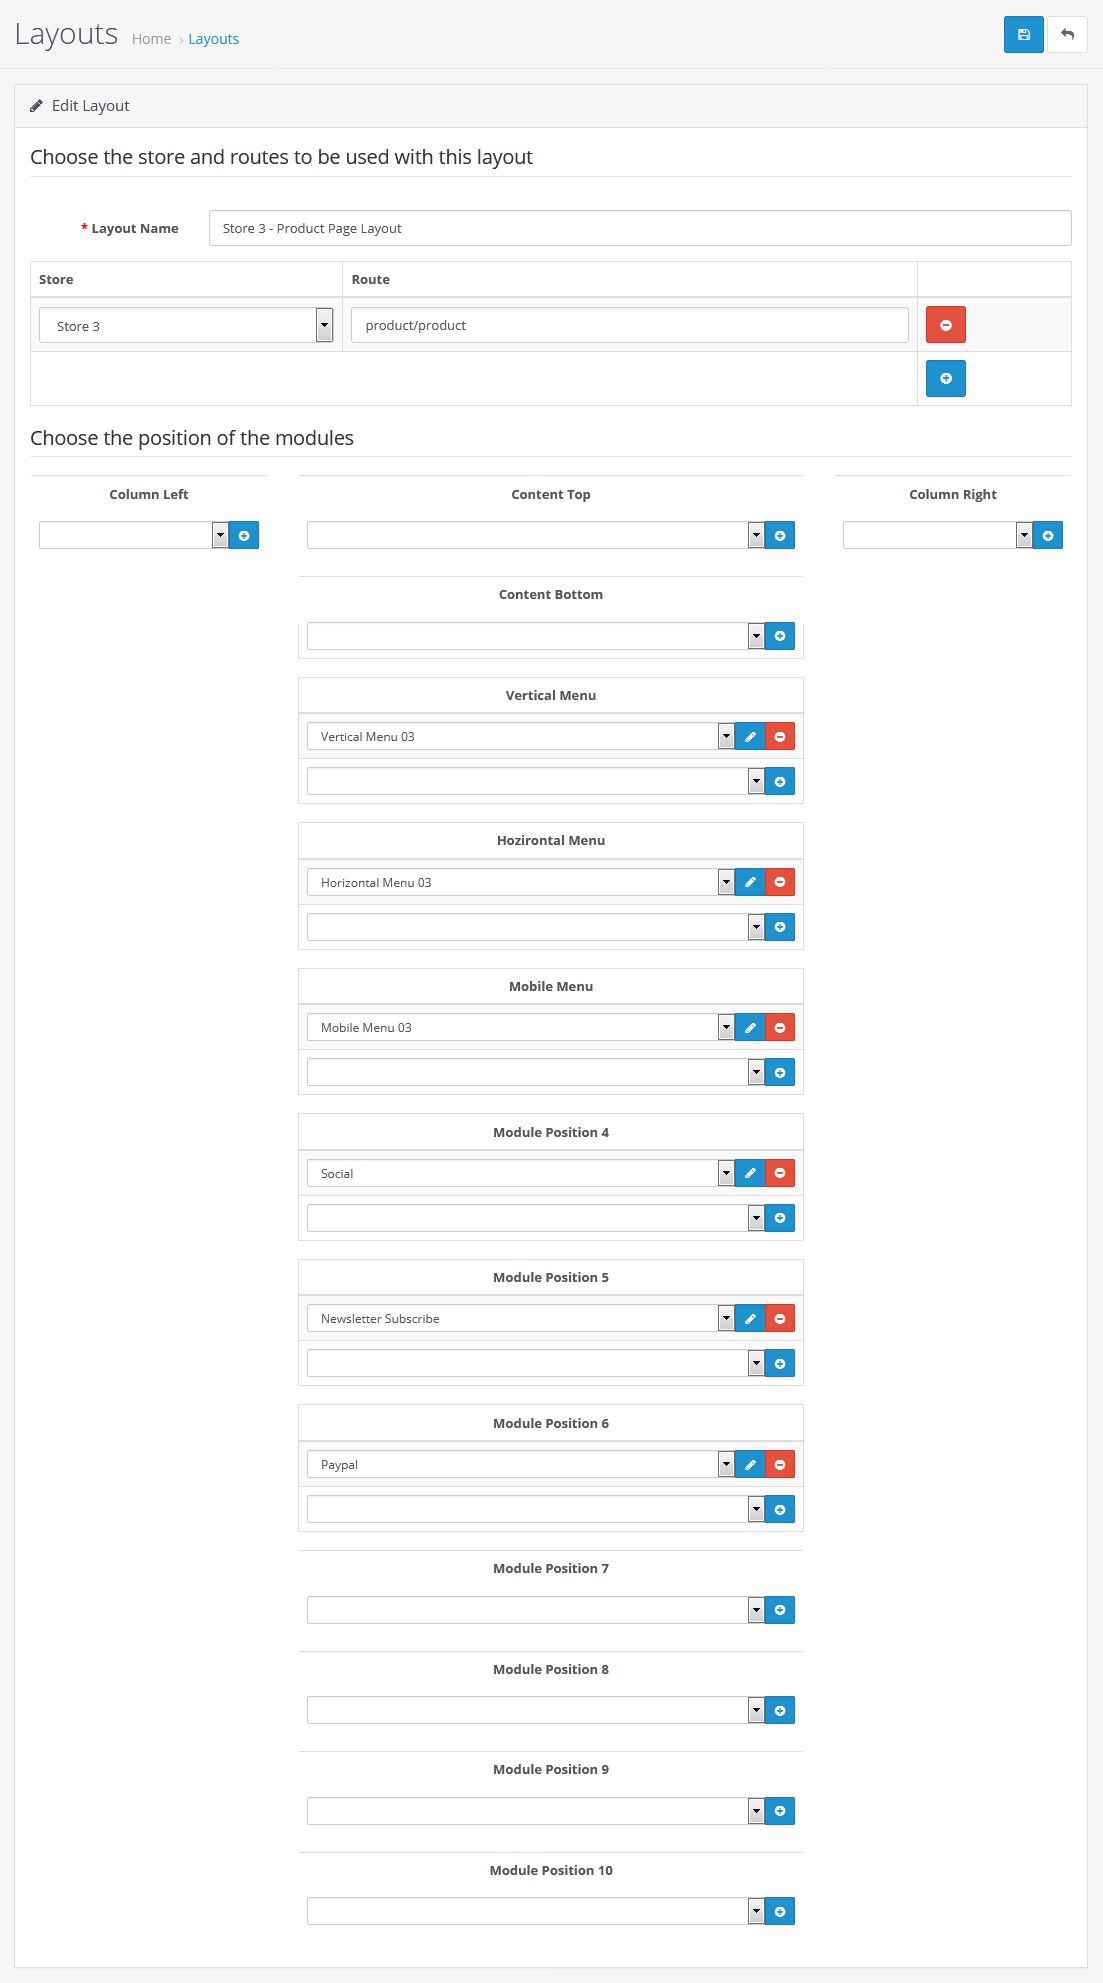 Layouts Home › Layouts
Edit Layout
Choose the store and routes to be used with this layout
* Layout Name Store 3 - Product Page Layout
Store Route
Store 3 product/product
Choose the position of the modules
Column Left Content Top Column Right
Content Bottom
Vertical Menu
Vertical Menu 03
Hozirontal Menu
Horizontal Menu 03
Mobile Menu
Mobile Menu 03
Module Position 4
Social
Module Position 5
Newsletter Subscribe
Module Position 6
Paypal
Module Position 7
Module Position 8
Module Position 9
Module Position 10